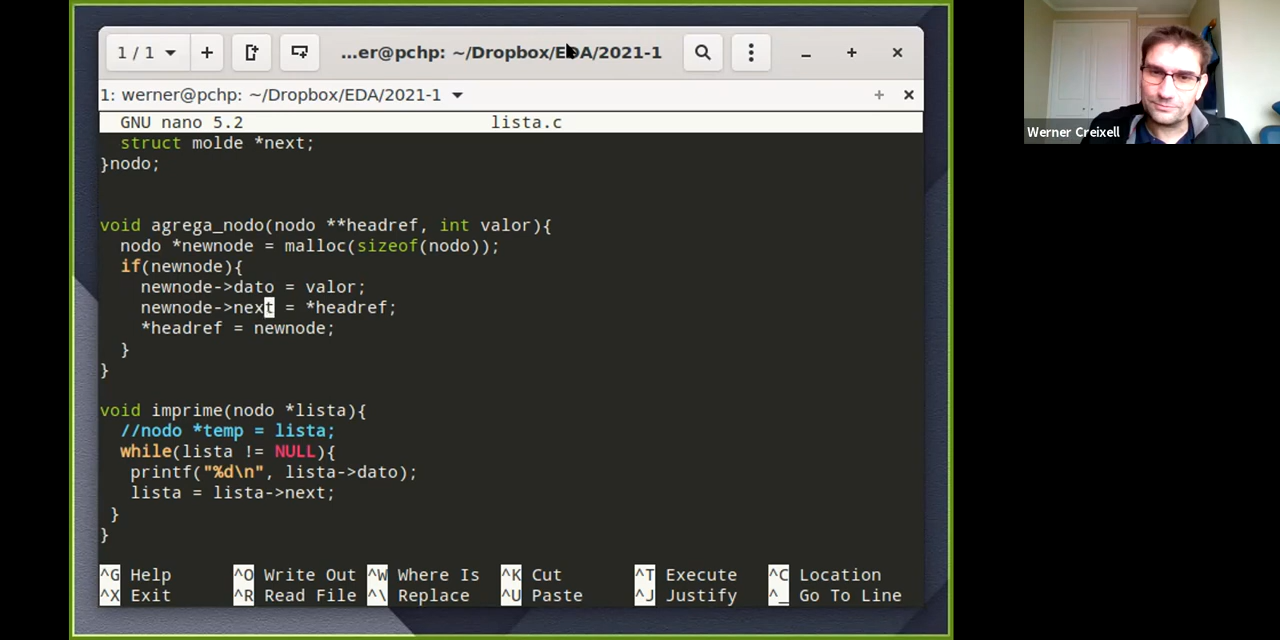 1 / 1
...er@pchp: ~/Dropbox/EDA/2021-1
1: werner@pchp: ~/Dropbox/EDA/2021-1
GNU nano 5.2 lista.c
struct molde *next;
}nodo;
void agrega_nodo(nodo **headref, int valor){
nodo *newnode = malloc(sizeof(nodo));
if(newnode){
newnode->dato = valor;
newnode->next = *headref;
*headref = newnode;
}
}
void imprime(nodo *lista){
//nodo *temp = lista;
while(lista != NULL){
printf("%d\n", lista->dato);
lista = lista->next;
}
}
^G Help ^O Write Out ^W Where Is ^K Cut ^T Execute ^C Location
^X Exit ^R Read File ^\ Replace ^U Paste ^J Justify ^_ Go To Line
Werner Creixell